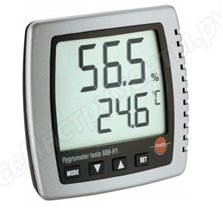 56.5 %
24.6 °C
testo
Hygrometer testo 608-H1
MODE ▼ ▲ SET